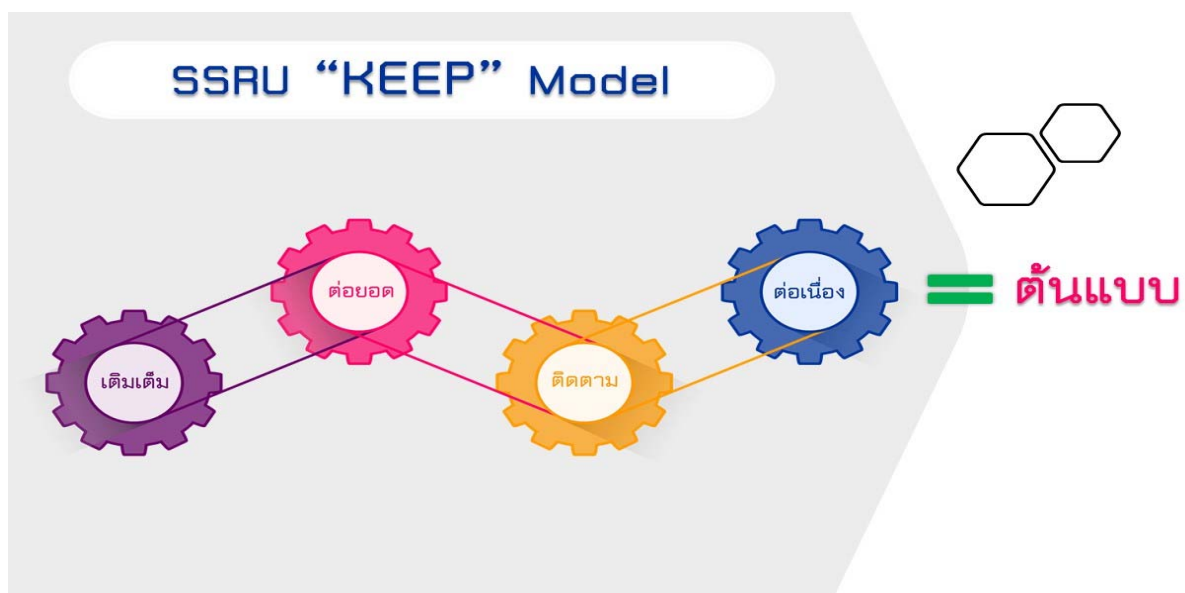 SSRU “KEEP” Model
เติมเต็ม
ต่อยอด
ติดตาม
ต่อเนื่อง
= ต้นแบบ